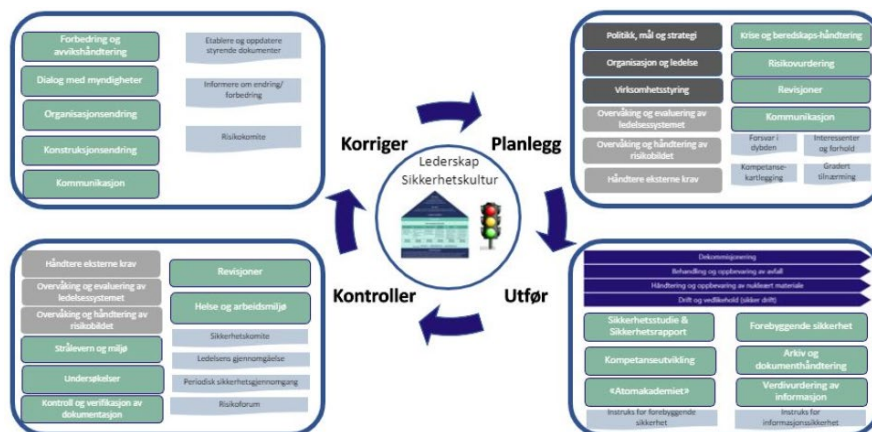 Forbedring og
avvikshåndtering
Dialog med myndigheter
Organisasjonsendring
Konstruksjonsendring
Kommunikasjon
Etablere og oppdatere
styrende dokumenter
Informere om endring/
forbedring
Risikokomite
Politikk, mål og strategi
Organisasjon og ledelse
Virksomhetsstyring
Overvåking og evaluering av
ledelsessystemet
Overvåking og håndtering av
risikobildet
Håndtere eksterne krav
Krise og beredskaps-håndtering
Risikovurdering
Revisjoner
Kommunikasjon
Forsvar i
dybden
Interessenter
og forhold
Kompetanse-
kartlegging
Gradert
tilnærming
Korriger
Planlegg
Lederskap
Sikkerhetskultur
Kontroller
Utfør
Håndtere eksterne krav
Overvåking og evaluering av
ledelsessystemet
Overvåking og håndtering av
risikobildet
Strålevern og miljø
Undersøkelser
Kontroll og verifikasjon av
dokumentasjon
Revisjoner
Helse og arbeidsmiljø
Sikkerhetskomite
Ledelsens gjennomgåelse
Periodisk sikkerhetsgjennomgang
Risikoforum
Dekommisjonering
Behandling og oppbevaring av avfall
Håndtering og oppbevaring av nukleært materiale
Drift og vedlikehold (sikker drift)
Sikkerhetsstudie &
Sikkerhetsrapport
Kompetanseutvikling
«Atomakademiet»
Instruks for forebyggende
sikkerhet
Forebyggende sikkerhet
Arkiv og
dokumenthåndtering
Verdivurdering av
informasjon
Instruks for
informasjonssikkerhet